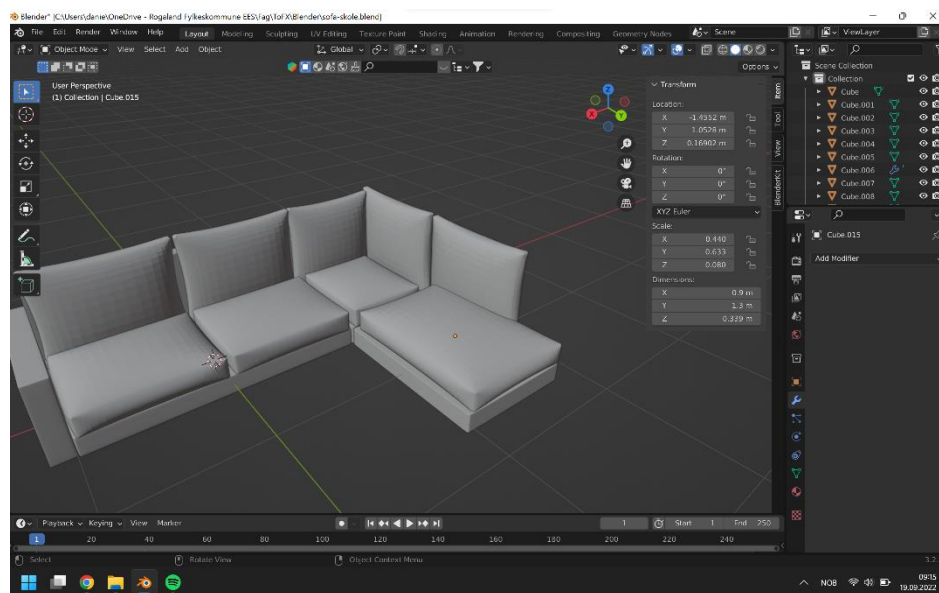 Blender* [C:\Users\danie\OneDrive - Rogaland Fylkeskommune EES\Fag\ToFX\Blender\sofa-skole.blend]
File Edit Render Window Help Layout Modeling Sculpting UV Editing Texture Paint Shading Animation Rendering Compositing Geometry Nodes Scene ViewLayer
Object Mode View Select Add Object Global
Options
User Perspective
(1) Collection | Cube.015
Transform
Location:
X -1.4552 m
Y 1.0528 m
Z 0.16902 m
Rotation:
X 0°
Y 0°
Z 0°
XYZ Euler
Scale:
X 0.440
Y 0.633
Z 0.080
Dimensions:
X 0.9 m
Y 1.3 m
Z 0.339 m
Item
Tool
View
BlenderKit
Scene Collection
Collection
Cube
Cube.001
Cube.002
Cube.003
Cube.004
Cube.005
Cube.006
Cube.007
Cube.008
Cube.015
Add Modifier
Playback Keying View Marker 1 Start 1 End 250
1 20 40 60 80 100 120 140 160 180 200 220 240
Select Rotate View Object Context Menu 3.2
NOB 09:15
19.09.2022